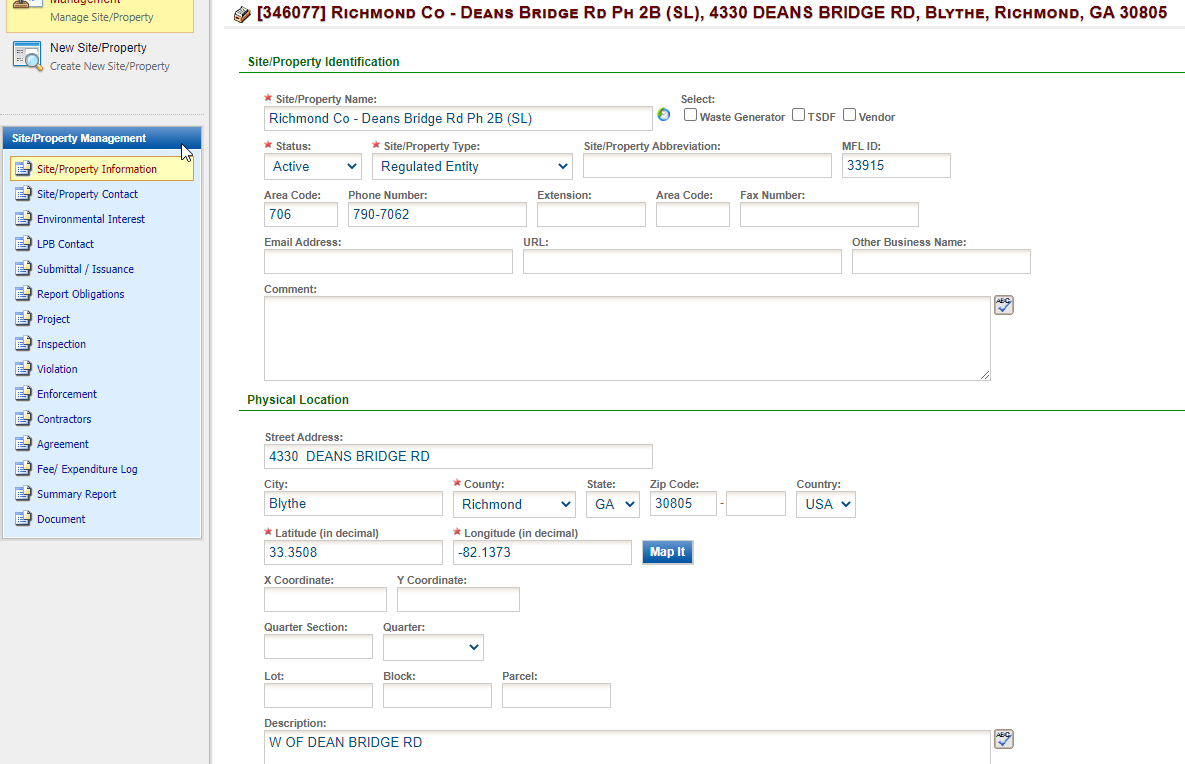 Management
Manage Site/Property
New Site/Property
Create New Site/Property
Site/Property Management
Site/Property Information
Site/Property Contact
Environmental Interest
LPB Contact
Submittal / Issuance
Report Obligations
Project
Inspection
Violation
Enforcement
Contractors
Agreement
Fee/ Expenditure Log
Summary Report
Document
[346077] Richmond Co - Deans Bridge Rd Ph 2B (SL), 4330 DEANS BRIDGE RD, Blythe, Richmond, GA 30805
Site/Property Identification
* Site/Property Name: Select:
Richmond Co - Deans Bridge Rd Ph 2B (SL) Waste Generator TSDF Vendor
* Status: * Site/Property Type: Site/Property Abbreviation: MFL ID:
Active Regulated Entity 33915
Area Code: Phone Number: Extension: Area Code: Fax Number:
706 790-7062
Email Address: URL: Other Business Name:
Comment:
ABC
Physical Location
Street Address:
4330 DEANS BRIDGE RD
City: * County: State: Zip Code: Country:
Blythe Richmond GA 30805 - USA
* Latitude (in decimal) * Longitude (in decimal)
33.3508 -82.1373 Map It
X Coordinate: Y Coordinate:
Quarter Section: Quarter:
Lot: Block: Parcel:
Description:
W OF DEAN BRIDGE RD ABC